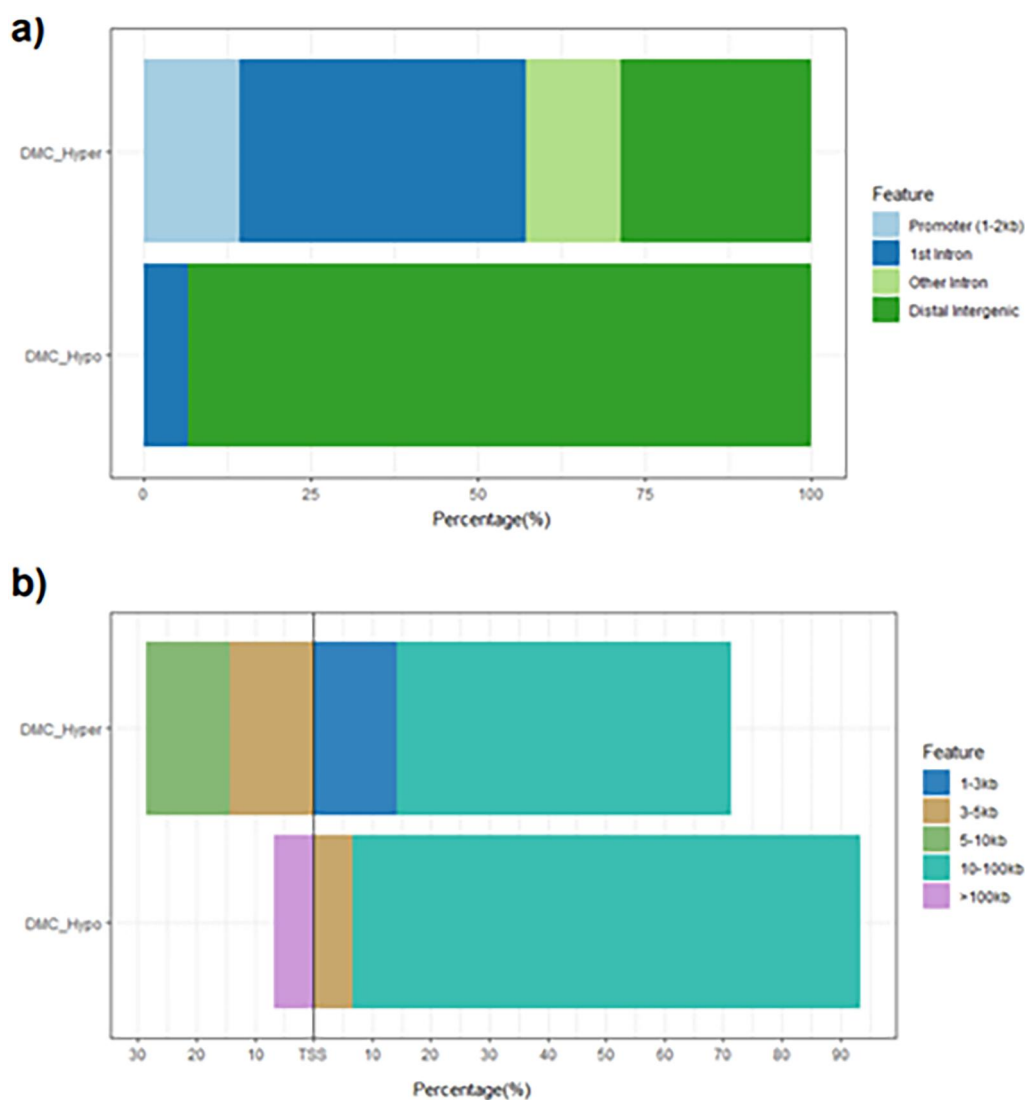 a)
DMC_Hyper
DMC_Hypo
0 25 50 75 100
Percentage(%)
Feature
Promoter (1-2kb)
1st Intron
Other Intron
Distal Intergenic
b)
DMC_Hyper
DMC_Hypo
30 20 10 TSS 10 20 30 40 50 60 70 80 90
Percentage(%)
Feature
1-3kb
3-5kb
5-10kb
10-100kb
>100kb